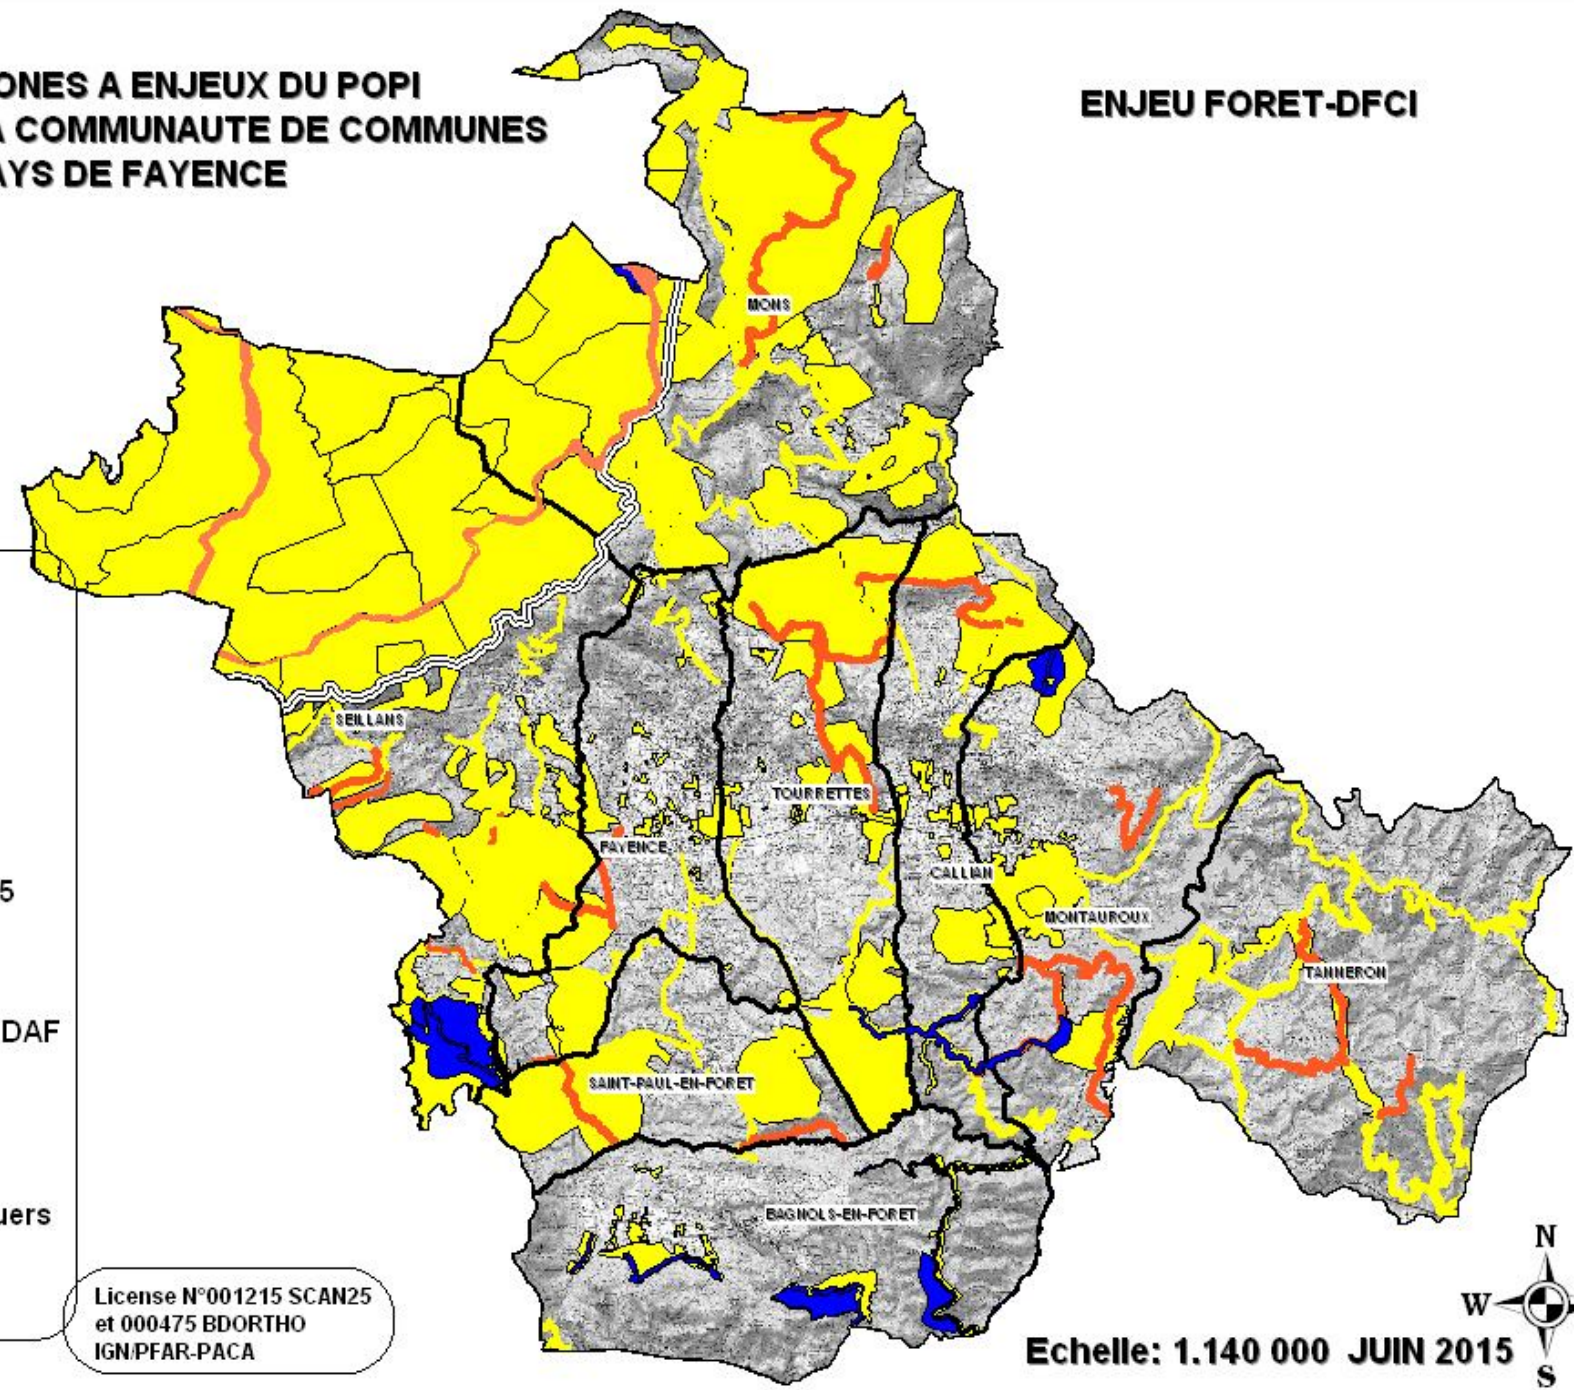 ONES A ENJEUX DU POPI
A COMMUNAUTE DE COMMUNES
AYS DE FAYENCE
ENJEU FORET-DFCI
MONS
SEILLANS
TOURRETTES
FAYENCE
CALLIAN
MONTAUROUX
TANNERON
SAINT-PAUL-EN-FORET
BAGNOLS-EN-FORET
5
DAF
uers
License N°001215 SCAN25
et 000475 BDORTHO
IGN/PFAR-PACA
Echelle: 1.140 000 JUIN 2015
N
W
S